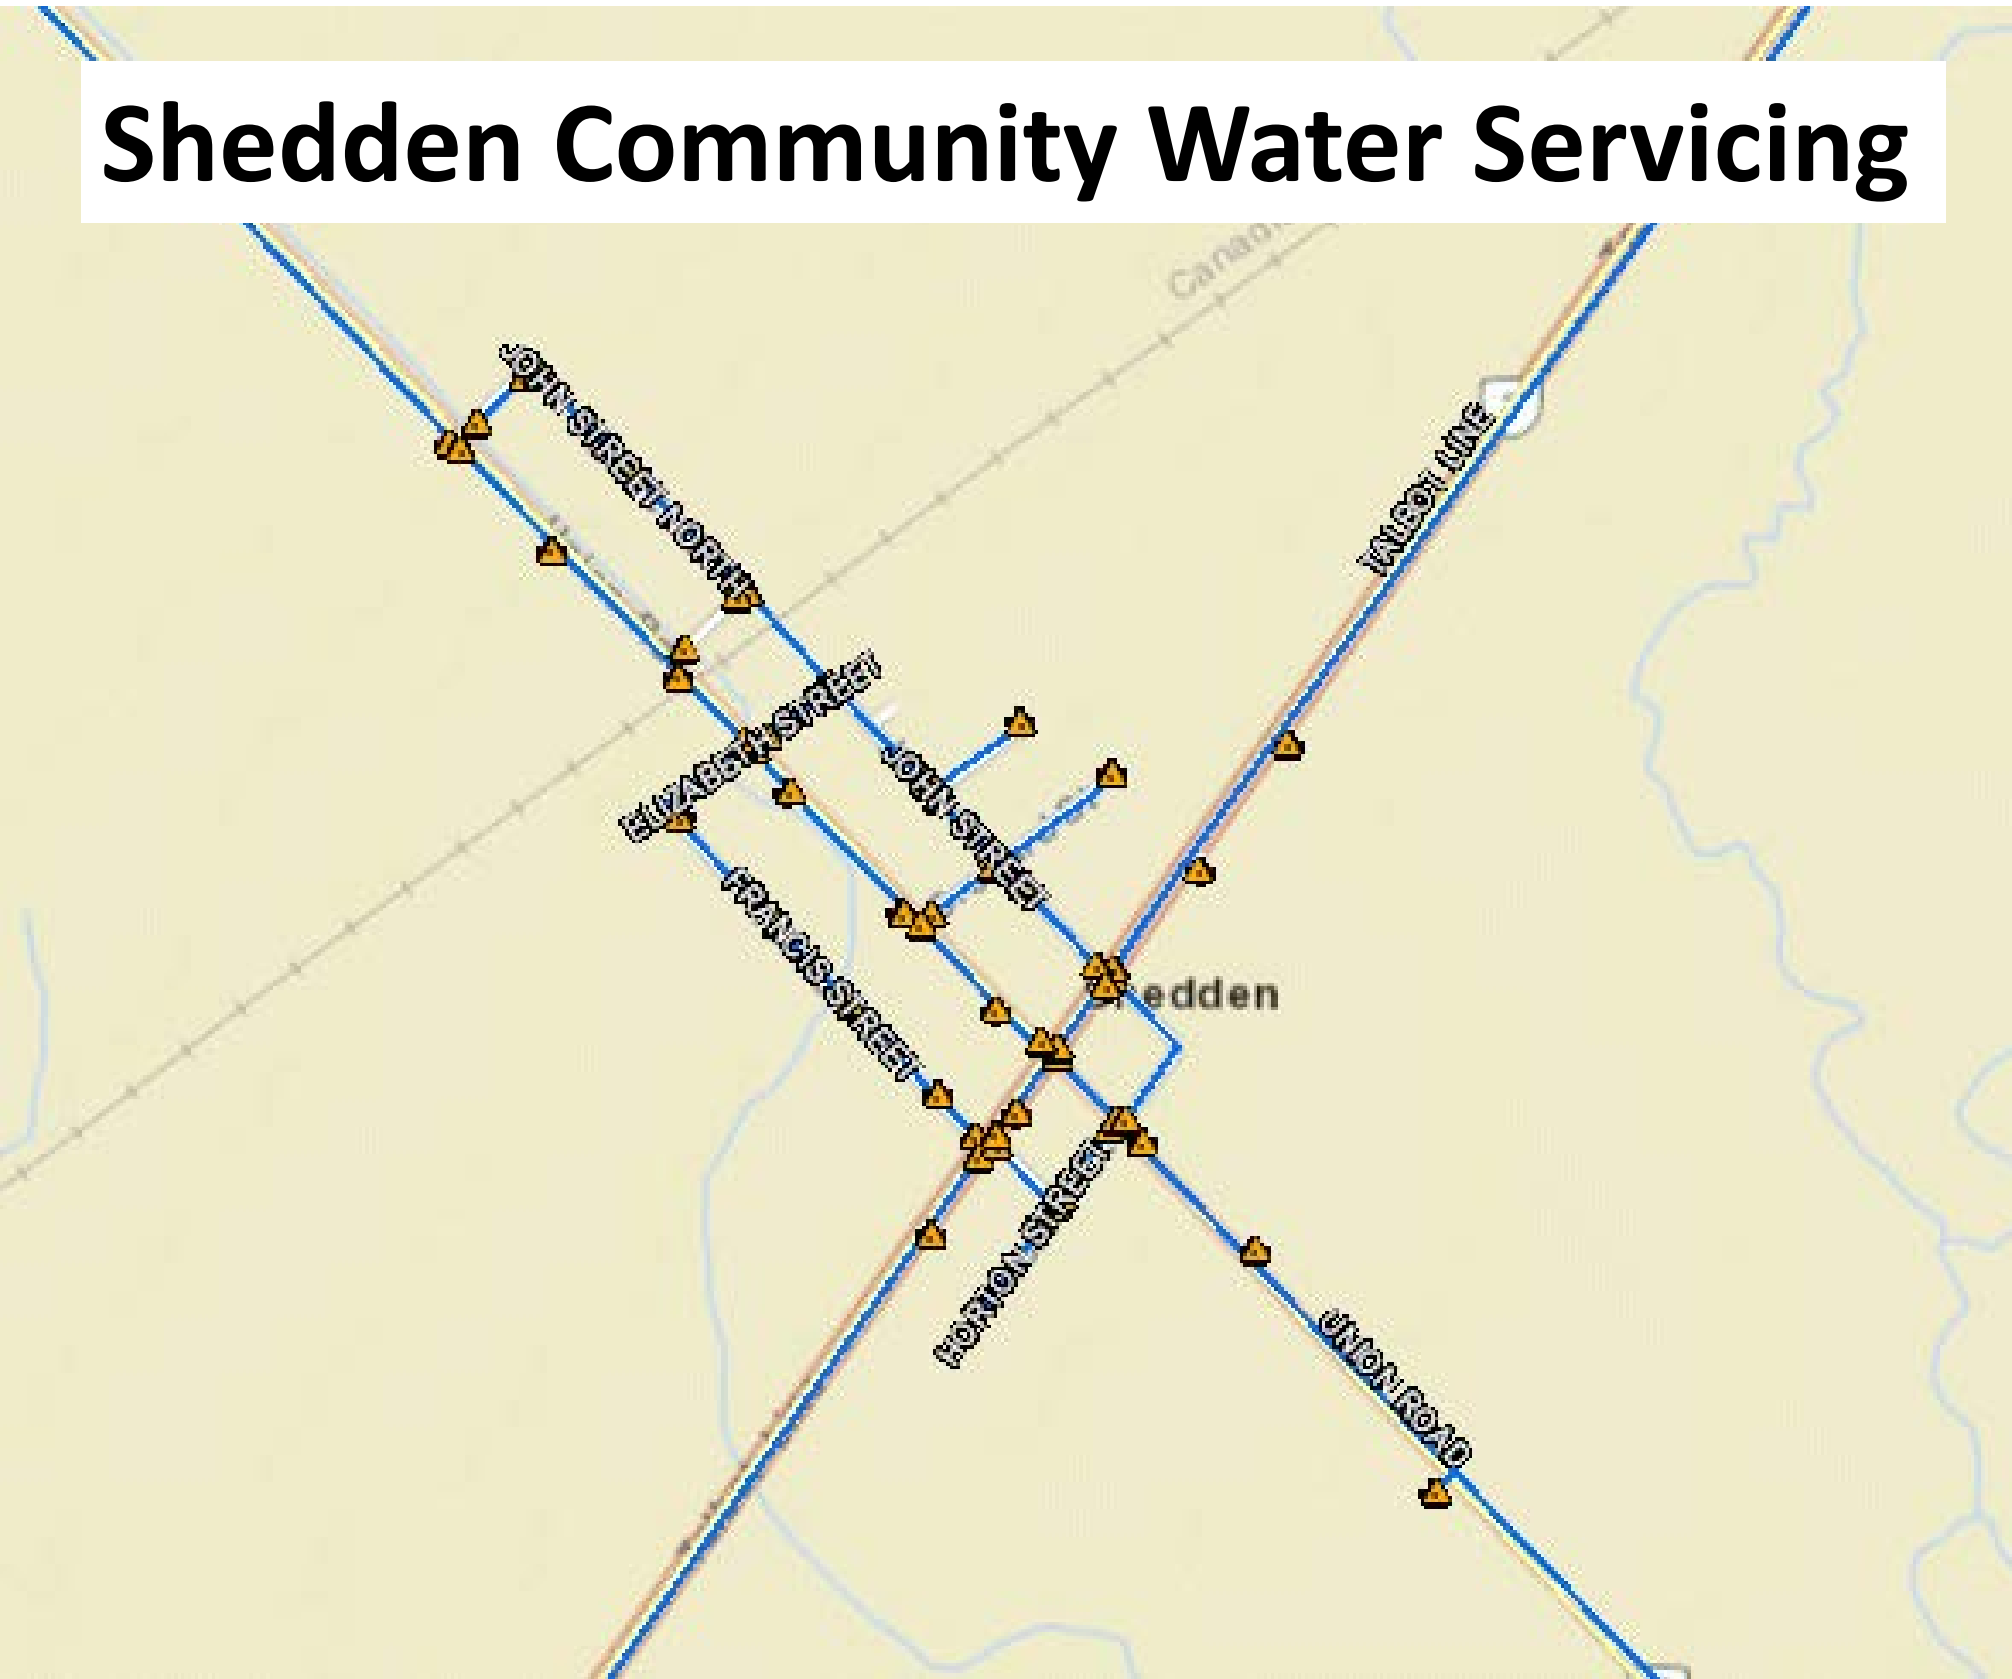 Shedden Community Water Servicing
Canadi
JOHN STREET NORTH
TALBOT LINE
ELIZABETH STREET
JOHN STREET
FRANCIS STREET
Shedden
HORTON STREET
UNION ROAD